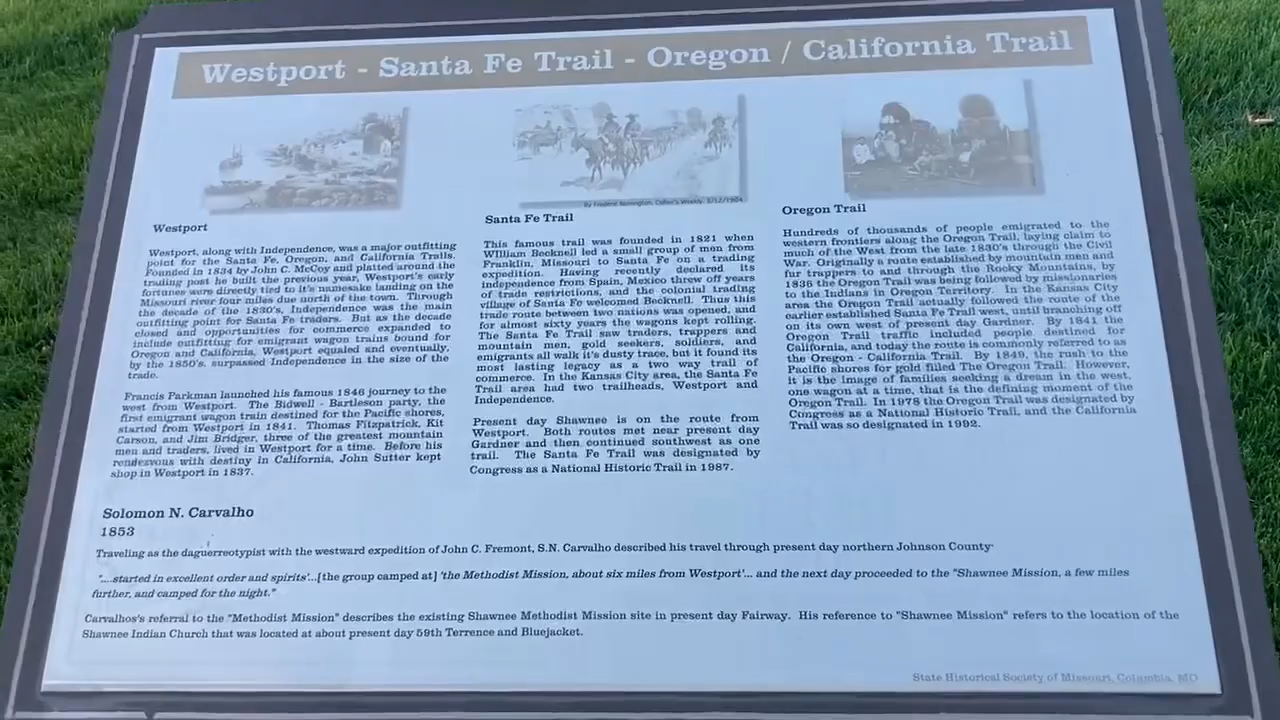 Westport - Santa Fe Trail - Oregon / California Trail
Westport
Westport, along with Independence, was a major outfitting
point for the Santa Fe, Oregon, and California Trails.
Founded in 1834 by John C. McCoy and platted around the
trading post he built the previous year, Westport's early
fortunes were directly tied to it's namesake landing on the
Missouri river four miles due north of the town. Through
the decade of the 1830's, Independence was the main
outfitting point for Santa Fe traders. But as the decade
closed and opportunities for commerce expanded to
include outfitting for emigrant wagon trains bound for
Oregon and California, Westport equaled and eventually,
by the 1850's, surpassed Independence in the size of the
trade.
Francis Parkman launched his famous 1846 journey to the
west from Westport. The Bidwell - Bartleson party, the
first emigrant wagon train destined for the Pacific shores,
started from Westport in 1841. Thomas Fitzpatrick, Kit
Carson, and Jim Bridger, three of the greatest mountain
men and traders, lived in Westport for a time. Before his
rendezvous with destiny in California, John Sutter kept
shop in Westport in 1837.
By Frederic Remington, Collier's Weekly, 3/12/1904
Santa Fe Trail
This famous trail was founded in 1821 when
William Becknell led a small group of men from
Franklin, Missouri to Santa Fe on a trading
expedition. Having recently declared its
independence from Spain, Mexico threw off years
of trade restrictions, and the colonial trading
village of Santa Fe welcomed Becknell. Thus this
trade route between two nations was opened, and
for almost sixty years the wagons kept rolling.
The Santa Fe Trail saw traders, trappers and
mountain men, gold seekers, soldiers, and
emigrants all walk it's dusty trace, but it found its
most lasting legacy as a two way trail of
commerce. In the Kansas City area, the Santa Fe
Trail area had two trailheads, Westport and
Independence.
Present day Shawnee is on the route from
Westport. Both routes met near present day
Gardner and then continued southwest as one
trail. The Santa Fe Trail was designated by
Congress as a National Historic Trail in 1987.
Oregon Trail
Hundreds of thousands of people emigrated to the
western frontiers along the Oregon Trail, laying claim to
much of the West from the late 1830's through the Civil
War. Originally a route established by mountain men and
fur trappers to and through the Rocky Mountains, by
1836 the Oregon Trail was being followed by missionaries
to the Indians in Oregon Territory. In the Kansas City
area the Oregon Trail actually followed the route of the
earlier established Santa Fe Trail west, until branching off
on its own west of present day Gardner. By 1841 the
Oregon Trail traffic included people destined for
California, and today the route is commonly referred to as
the Oregon - California Trail. By 1849, the rush to the
Pacific shores for gold filled The Oregon Trail. However,
it is the image of families seeking a dream in the west,
one wagon at a time, that is the defining moment of the
Oregon Trail. In 1978 the Oregon Trail was designated by
Congress as a National Historic Trail, and the California
Trail was so designated in 1992.
Solomon N. Carvalho
1853
Traveling as the daguerreotypist with the westward expedition of John C. Fremont, S.N. Carvalho described his travel through present day northern Johnson County
"....started in excellent order and spirits'...[the group camped at] 'the Methodist Mission, about six miles from Westport'... and the next day proceeded to the "Shawnee Mission, a few miles
further, and camped for the night."
Carvalhos's referral to the "Methodist Mission" describes the existing Shawnee Methodist Mission site in present day Fairway. His reference to "Shawnee Mission" refers to the location of the
Shawnee Indian Church that was located at about present day 59th Terrence and Bluejacket.
State Historical Society of Missouri, Columbia, MO